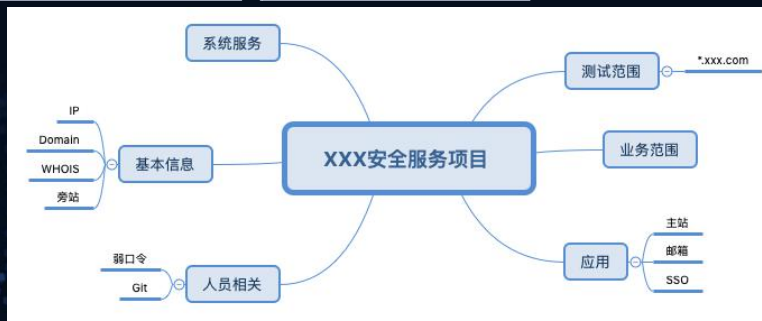 XXX安全服务项目
系统服务
基本信息
IP
Domain
WHOIS
旁站
人员相关
弱口令
Git
测试范围
*.xxx.com
业务范围
应用
主站
邮箱
SSO